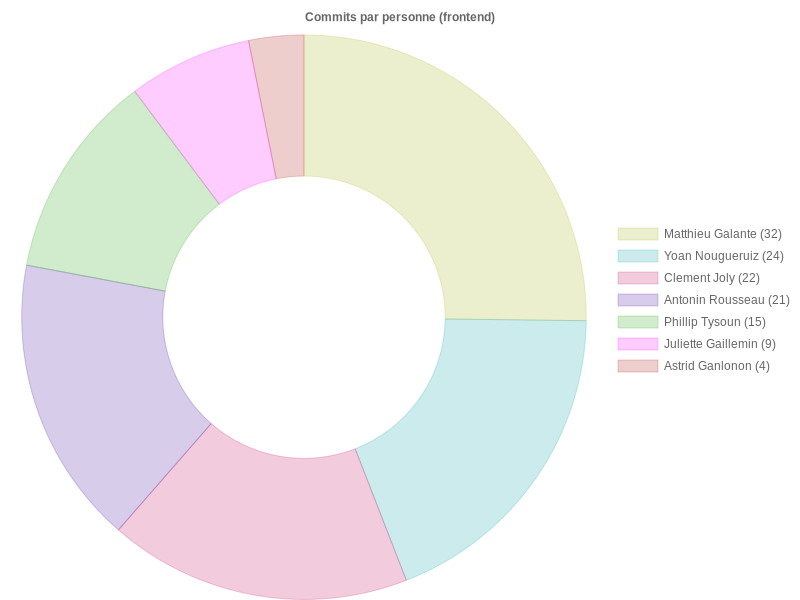 Commits par personne (frontend)
Matthieu Galante (32)
Yoan Nougueruiz (24)
Clement Joly (22)
Antonin Rousseau (21)
Phillip Tysoun (15)
Juliette Gaillemin (9)
Astrid Ganlonon (4)